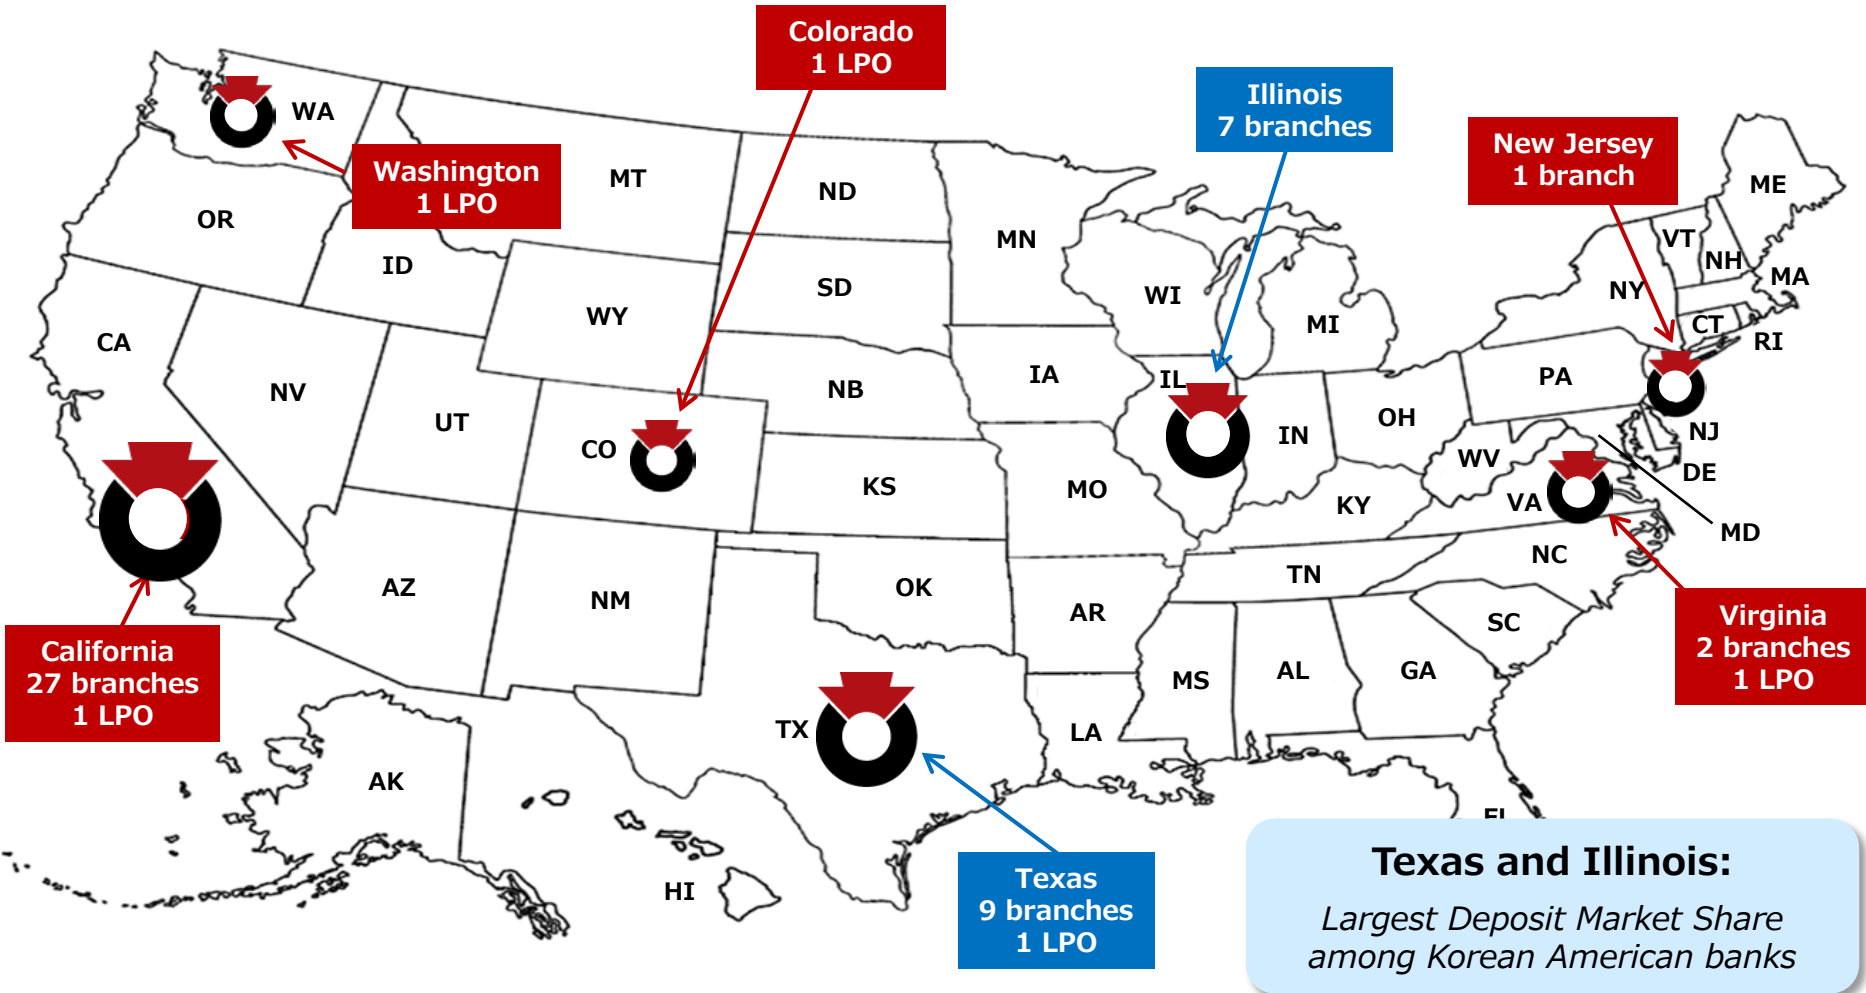 Colorado
1 LPO
Illinois
7 branches
New Jersey
1 branch
Washington
1 LPO
WA
MT
ND
MN
ME
OR
ID
SD
WI
MI
VT
NH
NY
MA
WY
CA
NV
UT
CO
NB
IA
IL
IN
OH
PA
CT
RI
NJ
DE
MD
WV
VA
KS
MO
KY
NC
TN
AZ
NM
OK
AR
SC
MS
AL
GA
TX
LA
AK
HI
FL
California
27 branches
1 LPO
Virginia
2 branches
1 LPO
Texas
9 branches
1 LPO
Texas and Illinois:
Largest Deposit Market Share
among Korean American banks